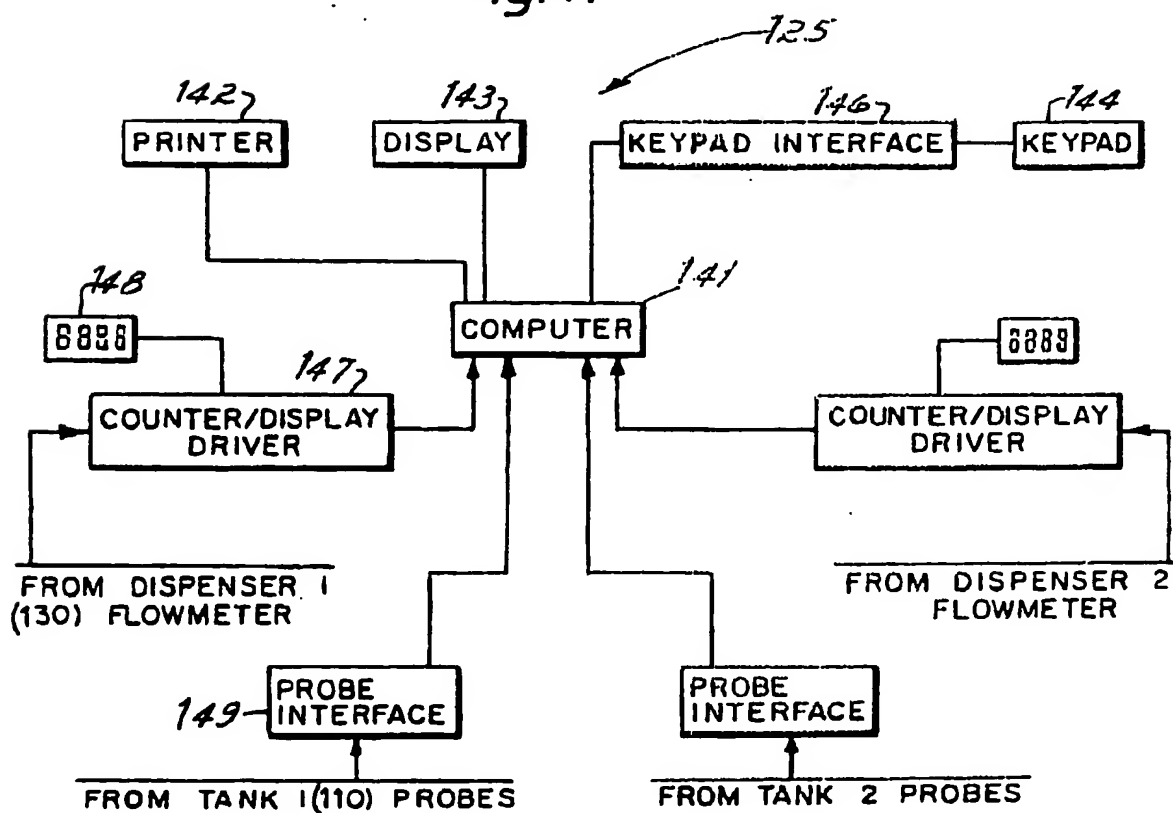 125
142
143
146
144
PRINTER
DISPLAY
KEYPAD INTERFACE
KEYPAD
148
141
COMPUTER
147
COUNTER/DISPLAY
DRIVER
COUNTER/DISPLAY
DRIVER
FROM DISPENSER 1
(130) FLOWMETER
FROM DISPENSER 2
FLOWMETER
149
PROBE
INTERFACE
PROBE
INTERFACE
FROM TANK 1(110) PROBES
FROM TANK 2 PROBES